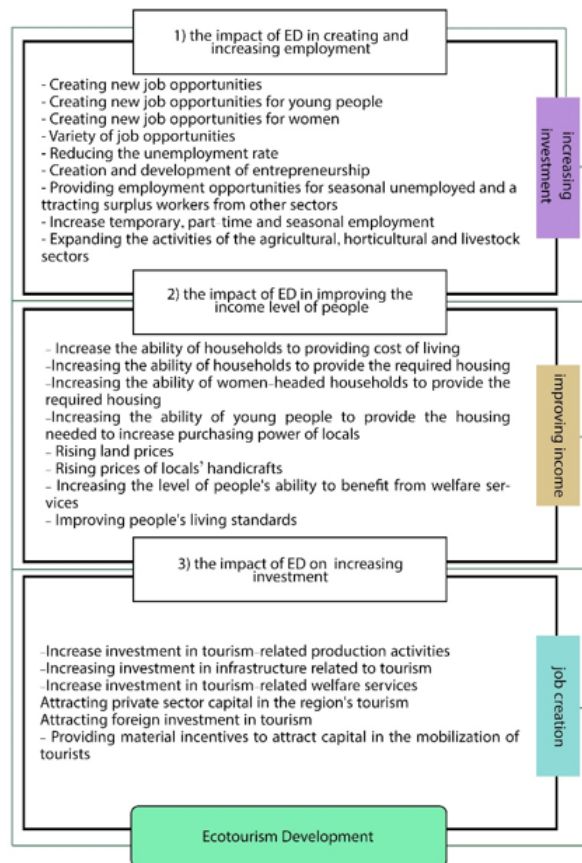 1) the impact of ED in creating and
increasing employment
- Creating new job opportunities
- Creating new job opportunities for young people
- Creating new job opportunities for women
- Variety of job opportunities
- Reducing the unemployment rate
- Creation and development of entrepreneurship
- Providing employment opportunities for seasonal unemployed and a
ttracting surplus workers from other sectors
- Increase temporary, part-time and seasonal employment
- Expanding the activities of the agricultural, horticultural and livestock
sectors
increasing
investment
2) the impact of ED in improving the
income level of people
- Increase the ability of households to providing cost of living
-Increasing the ability of households to provide the required housing
-Increasing the ability of women-headed households to provide the
required housing
-Increasing the ability of young people to provide the housing
needed to increase purchasing power of locals
- Rising land prices
- Rising prices of locals' handicrafts
- Increasing the level of people's ability to benefit from welfare ser-
vices
- Improving people's living standards
improving income
3) the impact of ED on increasing
investment
-Increase investment in tourism-related production activities
-Increasing investment in infrastructure related to tourism
-Increase investment in tourism-related welfare services
Attracting private sector capital in the region's tourism
Attracting foreign investment in tourism
- Providing material incentives to attract capital in the mobilization of
tourists
job creation
Ecotourism Development